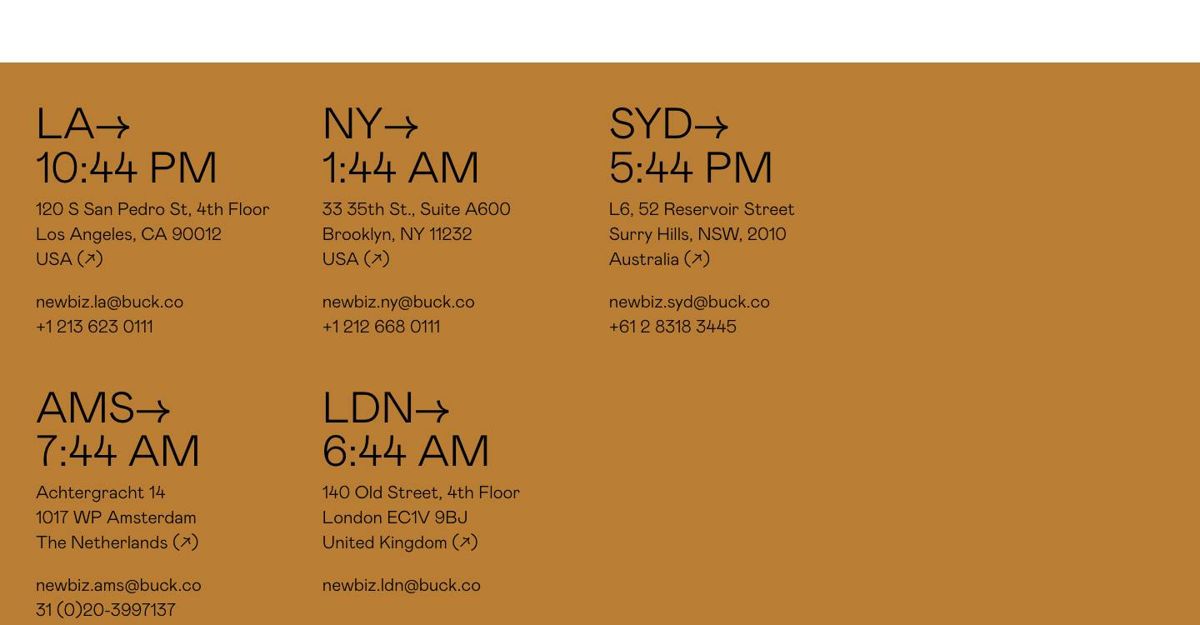 LA→
10:44 PM
120 S San Pedro St, 4th Floor
Los Angeles, CA 90012
USA (↗)
newbiz.la@buck.co
+1 213 623 0111
NY→
1:44 AM
33 35th St., Suite A600
Brooklyn, NY 11232
USA (↗)
newbiz.ny@buck.co
+1 212 668 0111
SYD→
5:44 PM
L6, 52 Reservoir Street
Surry Hills, NSW, 2010
Australia (↗)
newbiz.syd@buck.co
+61 2 8318 3445
AMS→
7:44 AM
Achtergracht 14
1017 WP Amsterdam
The Netherlands (↗)
newbiz.ams@buck.co
31 (0)20-3997137
LDN→
6:44 AM
140 Old Street, 4th Floor
London EC1V 9BJ
United Kingdom (↗)
newbiz.ldn@buck.co